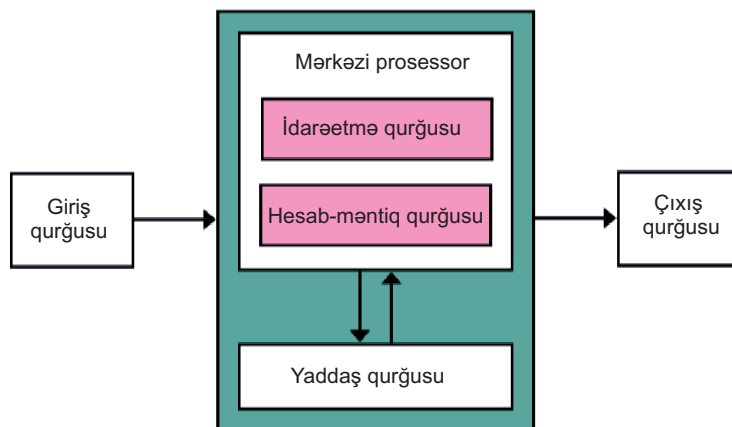 Mərkəzi prosessor
İdarəetmə qurğusu
Hesab-məntiq qurğusu
Giriş
qurğusu
Çıxış
qurğusu
Yaddaş qurğusu